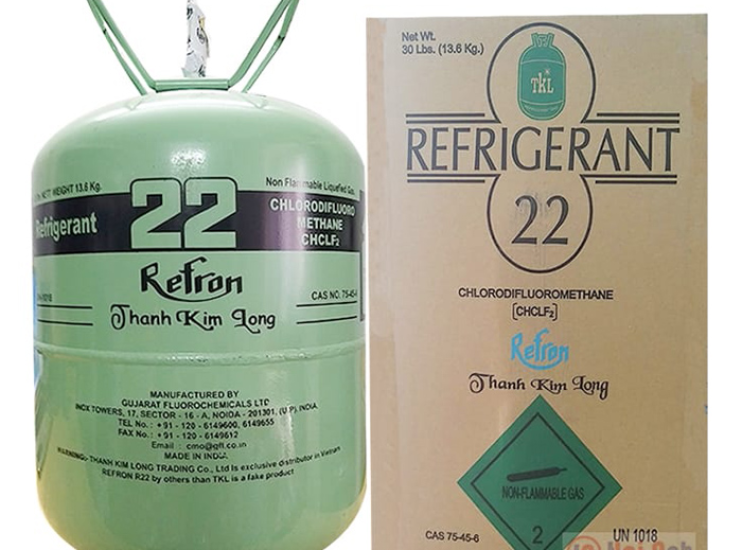 NETT WEIGHT 13.6 Kg.
Non Flammable Liquefied Gas
Refrigerant
22
CHLORODIFLUORO
METHANE
CHCLF₂
Refron
CAS NO. 75-45-6
Thanh Kim Long
MANUFACTURED BY
GUJARAT FLUOROCHEMICALS LTD
INOX TOWERS, 17, SECTOR - 16 - A, NOIDA - 201301, (U.P). INDIA.
TEL No. : +91 - 120 - 6149600, 6149655
FAX No. : +91 - 120 - 6149612
Email : cmo@gfl.co.in
MADE IN INDIA.
WARNING:- THANH KIM LONG TRADING Co., Ltd Is exclusive distributor in Vietnam
REFRON R22 by others than TKL is a fake product
Net Wt.
30 Lbs. (13.6 Kg.)
TKL
REFRIGERANT
22
CHLORODIFLUOROMETHANE
[CHCLF₂]
Refron
Thanh Kim Long
NON-FLAMMABLE GAS
2
CAS 75-45-6
UN 1018